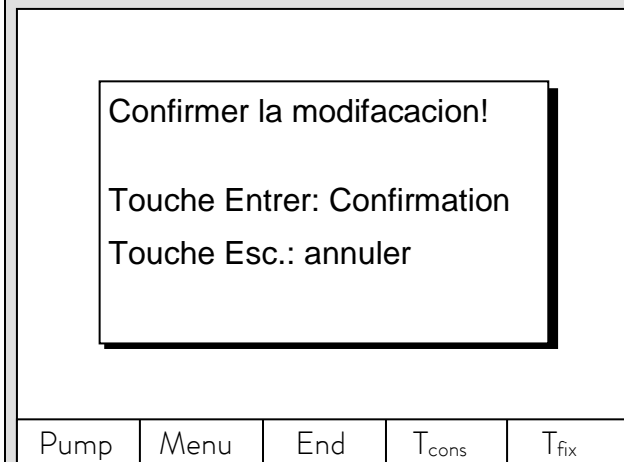 Confirmer la modifacacion!
Touche Entrer: Confirmation
Touche Esc.: annuler
Pump Menu End Tcons Tfix